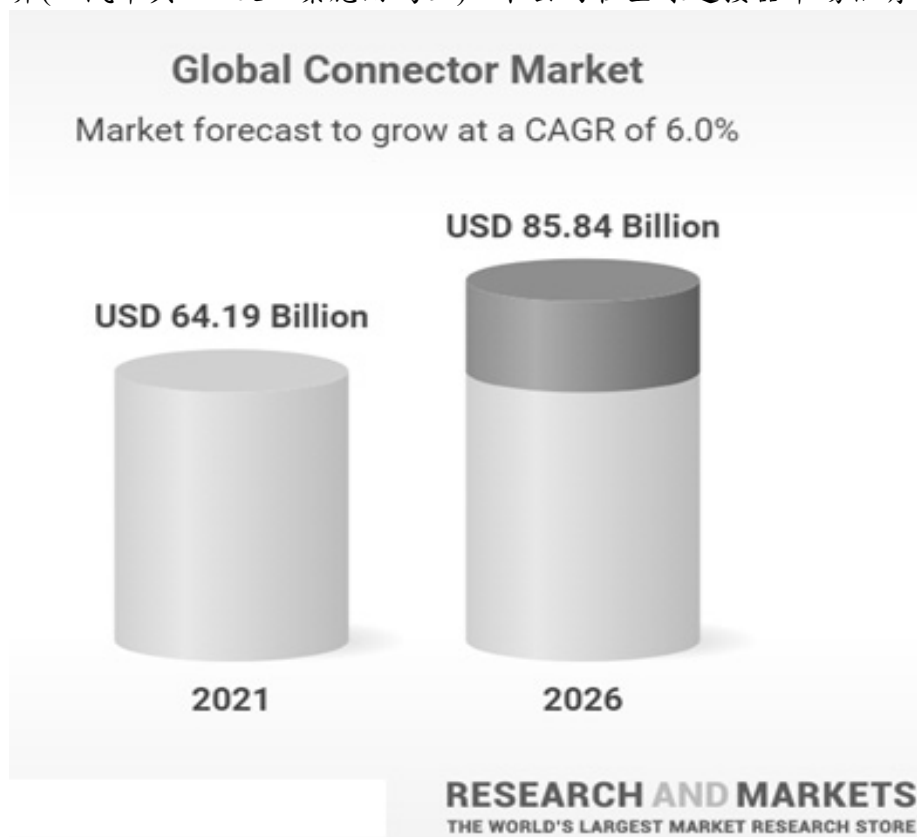 Global Connector Market
Market forecast to grow at a CAGR of 6.0%
USD 85.84 Billion
USD 64.19 Billion
2021
2026
RESEARCH AND MARKETS
THE WORLD'S LARGEST MARKET RESEARCH STORE